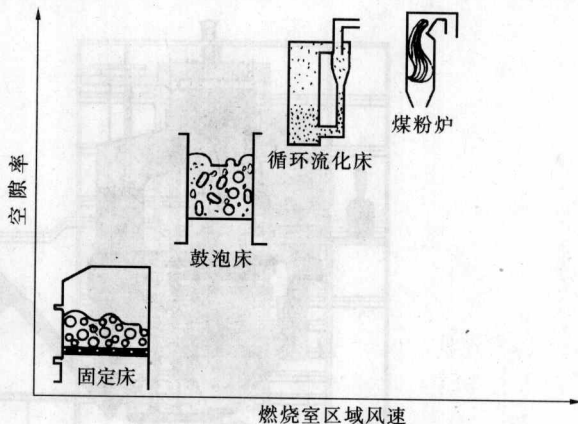 煤粉炉
循环流化床
空隙率
鼓泡床
固定床
燃烧室区域风速